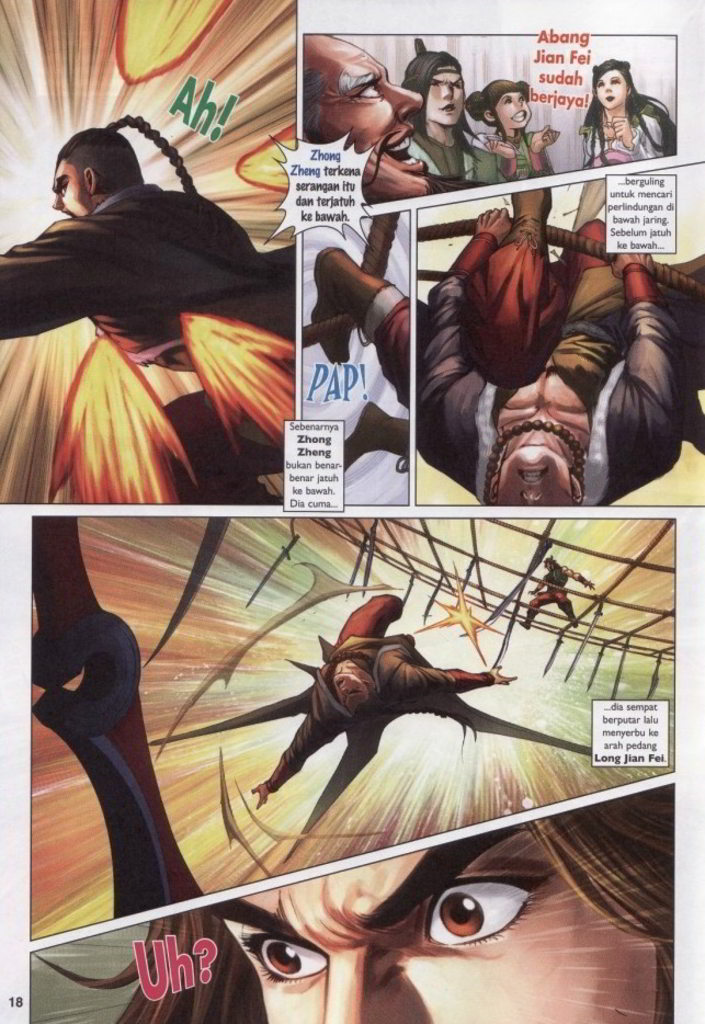 Ah!
Zhong
Zheng terkena
serangan itu
dan terjatuh
ke bawah.
Abang
Jian Fei
sudah
berjaya!
PAP!
Sebenarnya
Zhong
Zheng
bukan benar-
benar jatuh
ke bawah.
Dia cuma...
...berguling
untuk mencari
perlindungan di
bawah jaring.
Sebelum jatuh
ke bawah...
...dia sempat
berputar lalu
menyerbu ke
arah pedang
Long Jian Fei.
Uh?
18